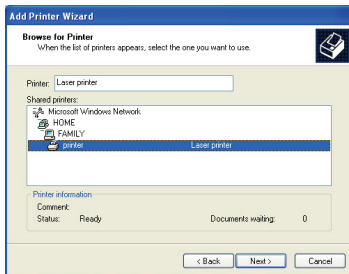 Add Printer Wizard
Browse for Printer
When the list of printers appears, select the one you want to use.
Printer: Laser printer
Shared printers:
Microsoft Windows Network
HOME
FAMILY
printer Laser printer
Printer information
Comment:
Status: Ready Documents waiting: 0
< Back Next > Cancel